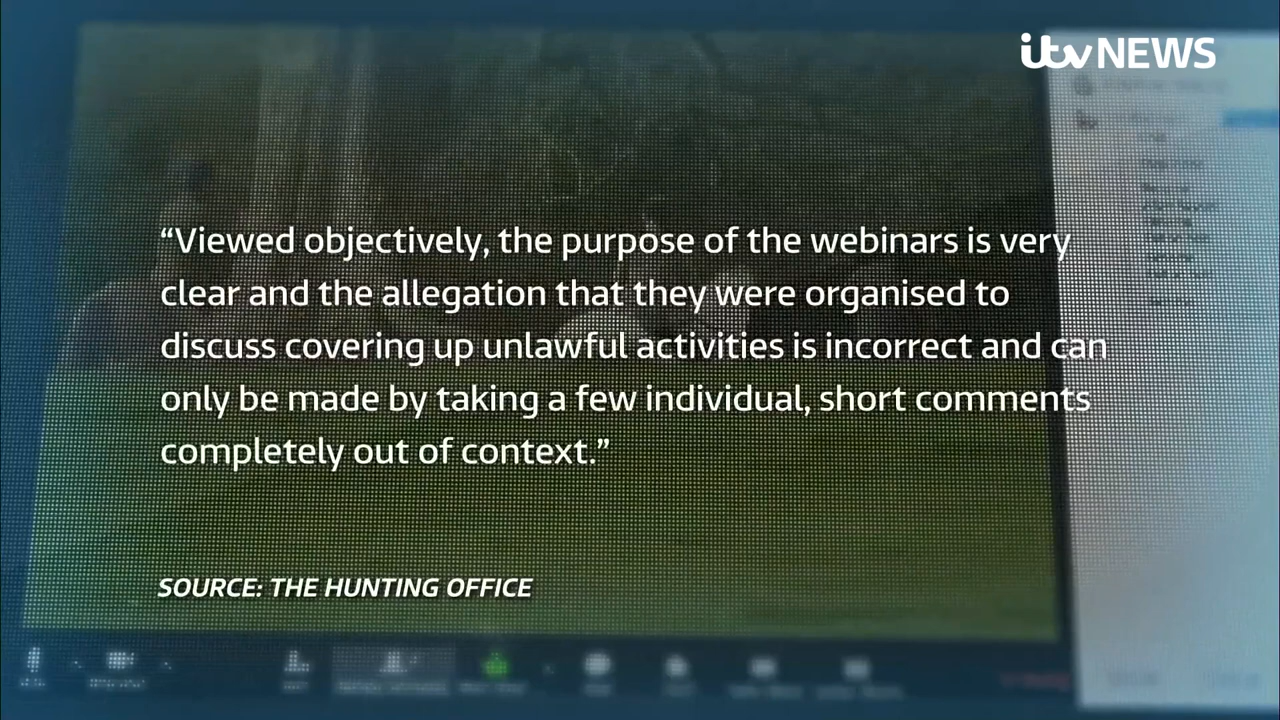 itv NEWS
“Viewed objectively, the purpose of the webinars is very
clear and the allegation that they were organised to
discuss covering up unlawful activities is incorrect and can
only be made by taking a few individual, short comments
completely out of context.”
SOURCE: THE HUNTING OFFICE